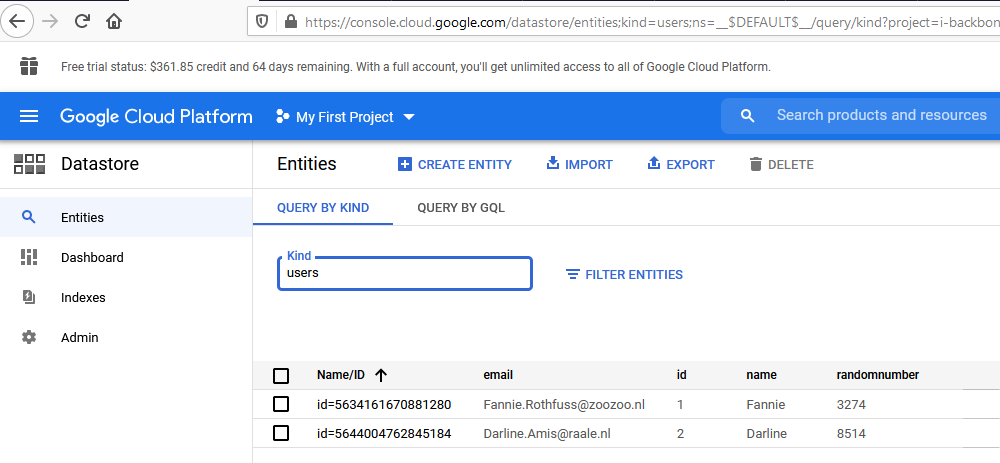 https://console.cloud.google.com/datastore/entities;kind=users;ns=__$DEFAULT$__/query/kind?project=i-backbon
Free trial status: $361.85 credit and 64 days remaining. With a full account, you'll get unlimited access to all of Google Cloud Platform.
Google Cloud Platform My First Project Search products and resources
Datastore Entities CREATE ENTITY IMPORT EXPORT DELETE
Entities
Dashboard
Indexes
Admin
QUERY BY KIND QUERY BY GQL
Kind
users FILTER ENTITIES
Name/ID email id name randomnumber
id=5634161670881280 Fannie.Rothfuss@zoozoo.nl 1 Fannie 3274
id=5644004762845184 Darline.Amis@raale.nl 2 Darline 8514